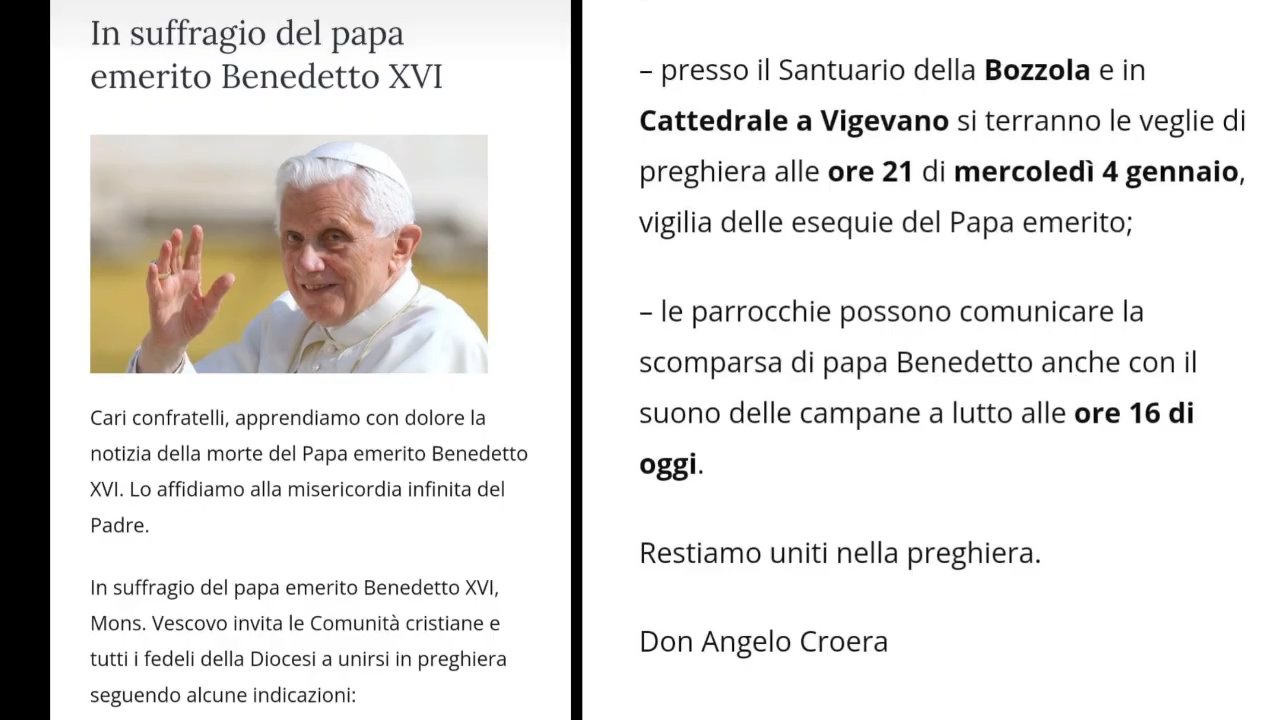 In suffragio del papa
emerito Benedetto XVI
Cari confratelli, apprendiamo con dolore la
notizia della morte del Papa emerito Benedetto
XVI. Lo affidiamo alla misericordia infinita del
Padre.
In suffragio del papa emerito Benedetto XVI,
Mons. Vescovo invita le Comunità cristiane e
tutti i fedeli della Diocesi a unirsi in preghiera
seguendo alcune indicazioni:
– presso il Santuario della Bozzola e in
Cattedrale a Vigevano si terranno le veglie di
preghiera alle ore 21 di mercoledì 4 gennaio,
vigilia delle esequie del Papa emerito;
– le parrocchie possono comunicare la
scomparsa di papa Benedetto anche con il
suono delle campane a lutto alle ore 16 di
oggi.
Restiamo uniti nella preghiera.
Don Angelo Croera